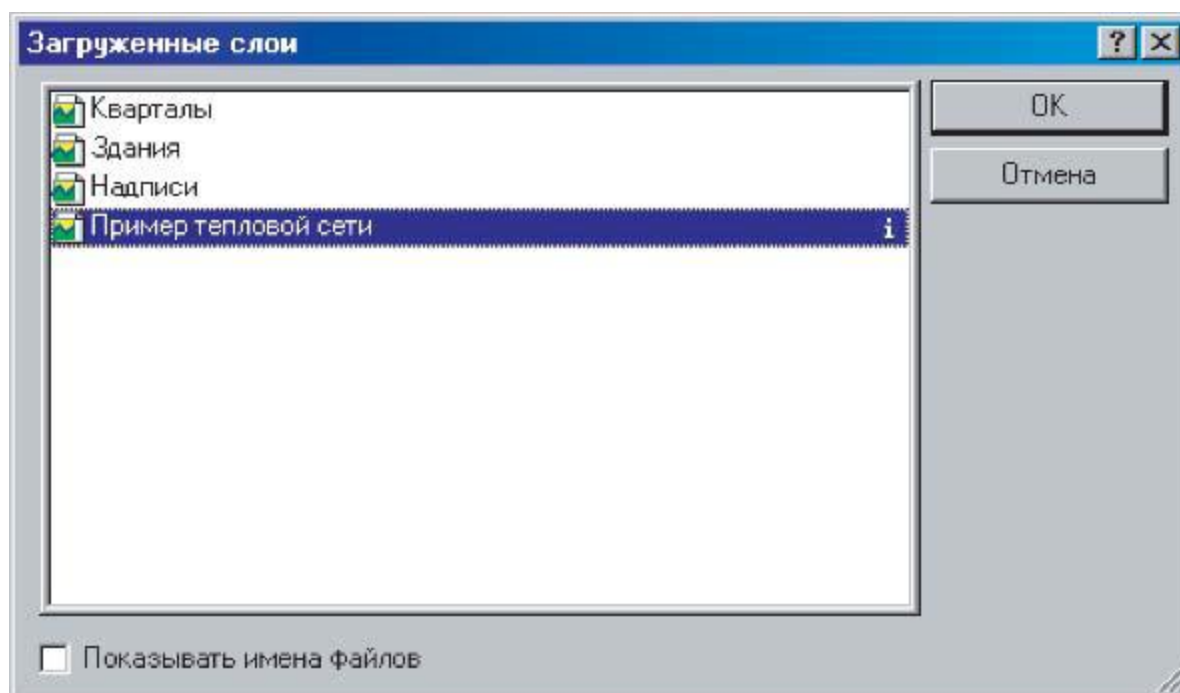 Загруженные слои
Кварталы
Здания
Надписи
Пример тепловой сети i
OK
Отмена
Показывать имена файлов